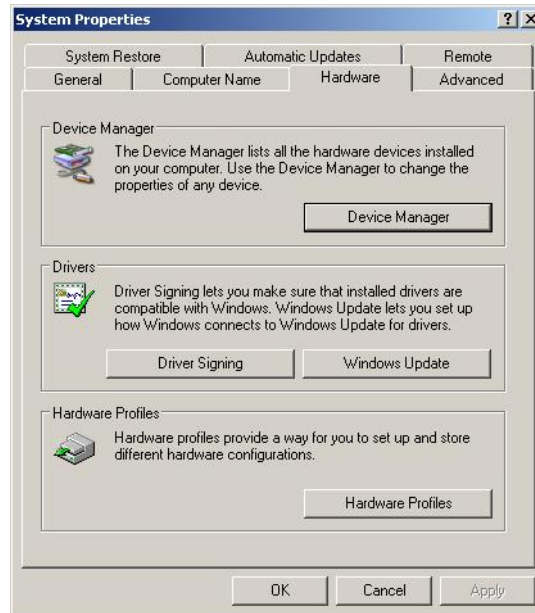 System Properties
System Restore Automatic Updates Remote
General Computer Name Hardware Advanced
Device Manager
The Device Manager lists all the hardware devices installed
on your computer. Use the Device Manager to change the
properties of any device.
Device Manager
Drivers
Driver Signing lets you make sure that installed drivers are
compatible with Windows. Windows Update lets you set up
how Windows connects to Windows Update for drivers.
Driver Signing Windows Update
Hardware Profiles
Hardware profiles provide a way for you to set up and store
different hardware configurations.
Hardware Profiles
OK Cancel Apply